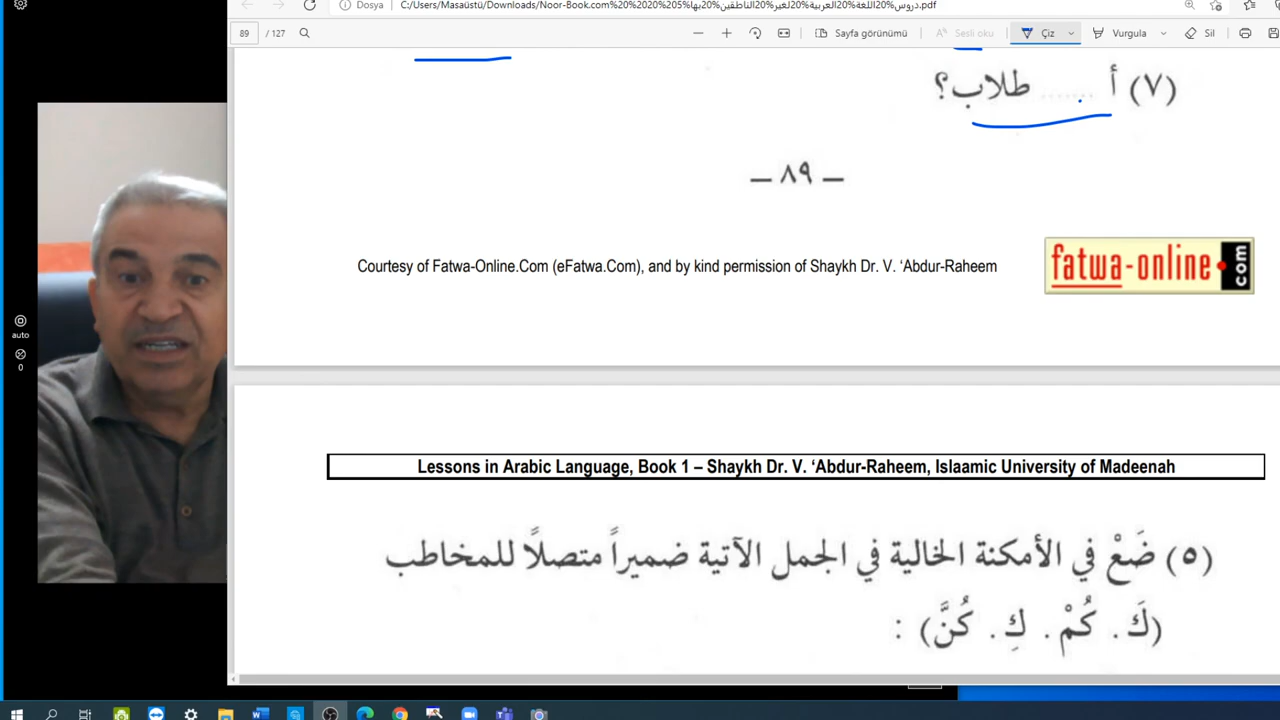 Dosya
C:/Users/Masaüstü/Downloads/Noor-Book.com%20%2020%205%20دروس%20اللغة%20العربية%20لغير%20الناطقين%20بها.pdf
89 / 127
Sayfa görünümü
Sesli oku
Çiz
Vurgula
Sil
(٧) أ ....... طلاب؟
— ٨٩ —
Courtesy of Fatwa-Online.Com (eFatwa.Com), and by kind permission of Shaykh Dr. V. ‘Abdur-Raheem
fatwa-online.com
Lessons in Arabic Language, Book 1 – Shaykh Dr. V. ‘Abdur-Raheem, Islaamic University of Madeenah
(٥) ضَعْ في الأمكنة الخالية في الجمل الآتية ضميراً متصلاً للمخاطب
(كَ . كُمْ . كِ . كُنَّ) :
auto
0